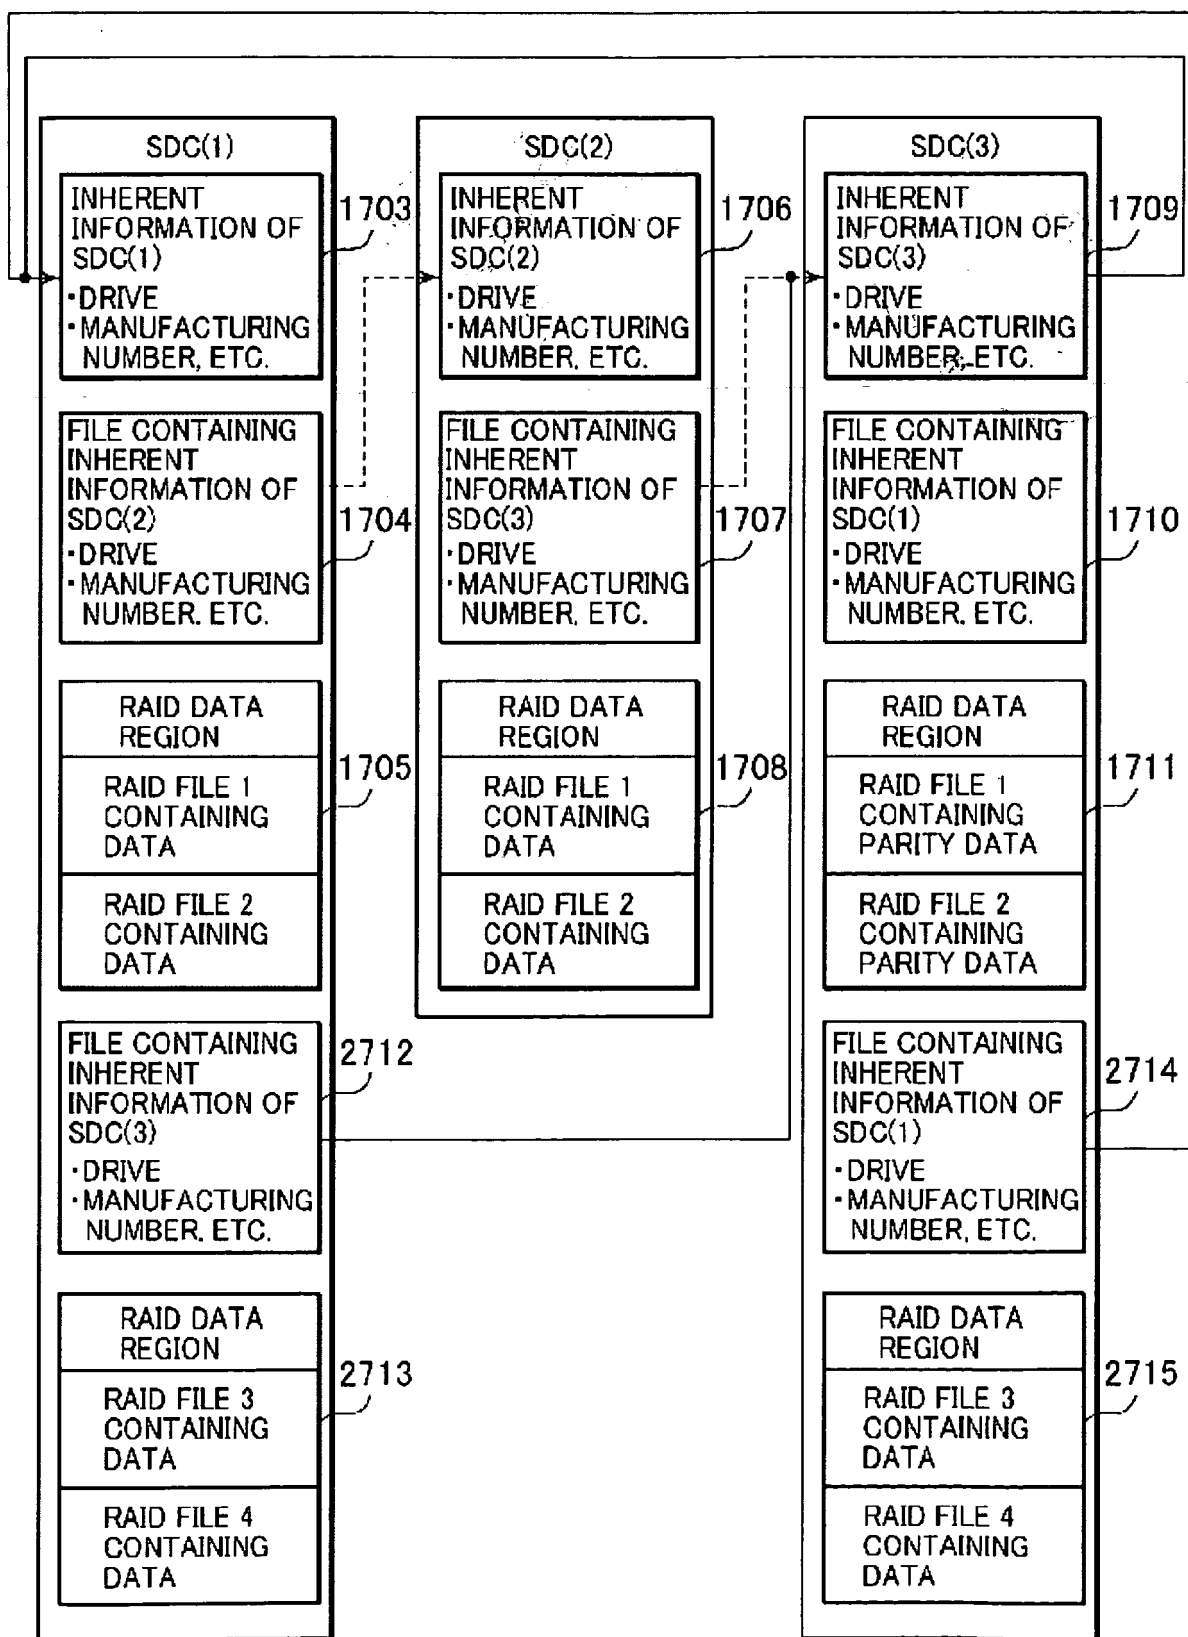 SDC(1)
INHERENT
INFORMATION OF
SDC(1)
・DRIVE
・MANUFACTURING
NUMBER, ETC.
1703
FILE CONTAINING
INHERENT
INFORMATION OF
SDC(2)
・DRIVE
・MANUFACTURING
NUMBER, ETC.
1704
RAID DATA
REGION
RAID FILE 1
CONTAINING
DATA
1705
RAID FILE 2
CONTAINING
DATA
FILE CONTAINING
INHERENT
INFORMATION OF
SDC(3)
・DRIVE
・MANUFACTURING
NUMBER, ETC.
2712
RAID DATA
REGION
RAID FILE 3
CONTAINING
DATA
2713
RAID FILE 4
CONTAINING
DATA
SDC(2)
INHERENT
INFORMATION OF
SDC(2)
・DRIVE
・MANUFACTURING
NUMBER, ETC.
1706
FILE CONTAINING
INHERENT
INFORMATION OF
SDC(3)
・DRIVE
・MANUFACTURING
NUMBER, ETC.
1707
RAID DATA
REGION
RAID FILE 1
CONTAINING
DATA
1708
RAID FILE 2
CONTAINING
DATA
SDC(3)
INHERENT
INFORMATION OF
SDC(3)
・DRIVE
・MANUFACTURING
NUMBER, ETC.
1709
FILE CONTAINING
INHERENT
INFORMATION OF
SDC(1)
・DRIVE
・MANUFACTURING
NUMBER, ETC.
1710
RAID DATA
REGION
RAID FILE 1
CONTAINING
PARITY DATA
1711
RAID FILE 2
CONTAINING
PARITY DATA
FILE CONTAINING
INHERENT
INFORMATION OF
SDC(1)
・DRIVE
・MANUFACTURING
NUMBER, ETC.
2714
RAID DATA
REGION
RAID FILE 3
CONTAINING
DATA
2715
RAID FILE 4
CONTAINING
DATA